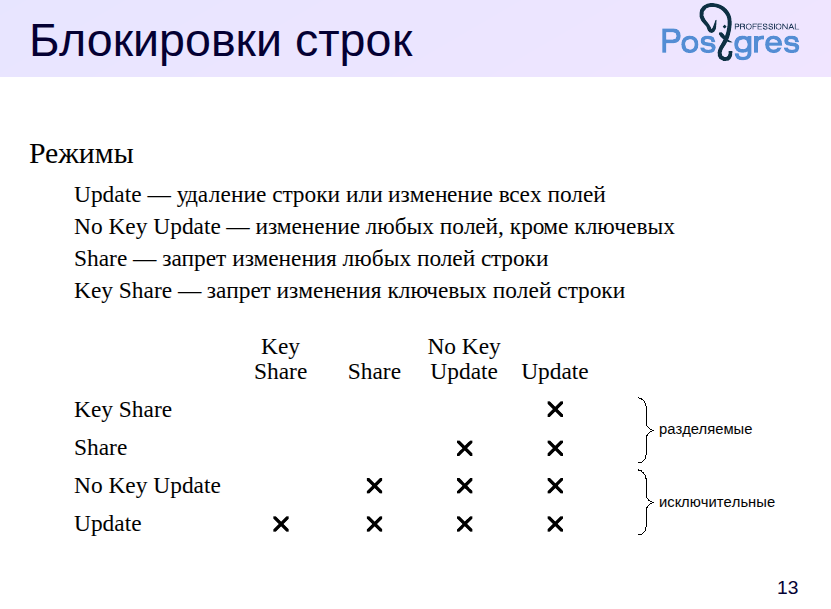 Блокировки строк
PROFESSIONAL
Postgres
Режимы
Update — удаление строки или изменение всех полей
No Key Update — изменение любых полей, кроме ключевых
Share — запрет изменения любых полей строки
Key Share — запрет изменения ключевых полей строки
Key No Key
Share Share Update Update
Key Share ✕
Share ✕ ✕
разделяемые
No Key Update ✕ ✕ ✕
Update ✕ ✕ ✕ ✕
исключительные
13